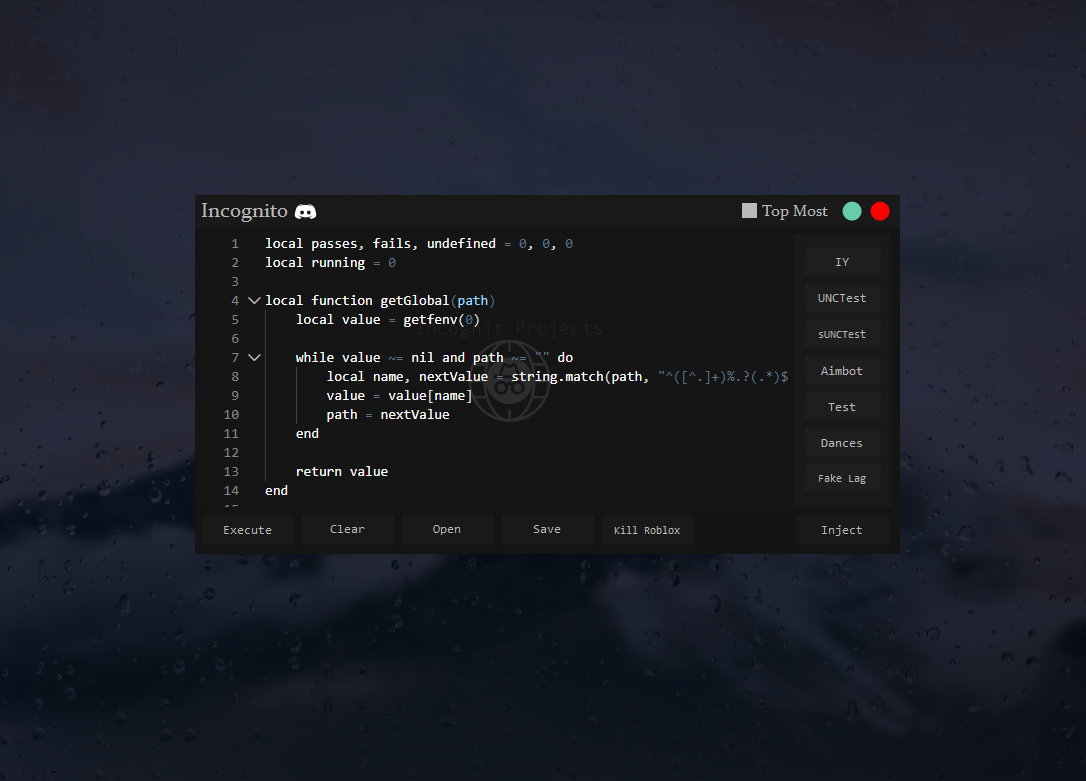 Incognito
Top Most
1 local passes, fails, undefined = 0, 0, 0
2 local running = 0
3
4 local function getGlobal(path)
5 local value = getfenv(0)
6
7 while value ~= nil and path ~= "" do
8 local name, nextValue = string.match(path, "^([^.]+)%.?(.*)$
9 value = value[name]
10 path = nextValue
11 end
12
13 return value
14 end
Incognit Projects
IY
UNCTest
sUNCTest
Aimbot
Test
Dances
Fake Lag
Execute
Clear
Open
Save
Kill Roblox
Inject